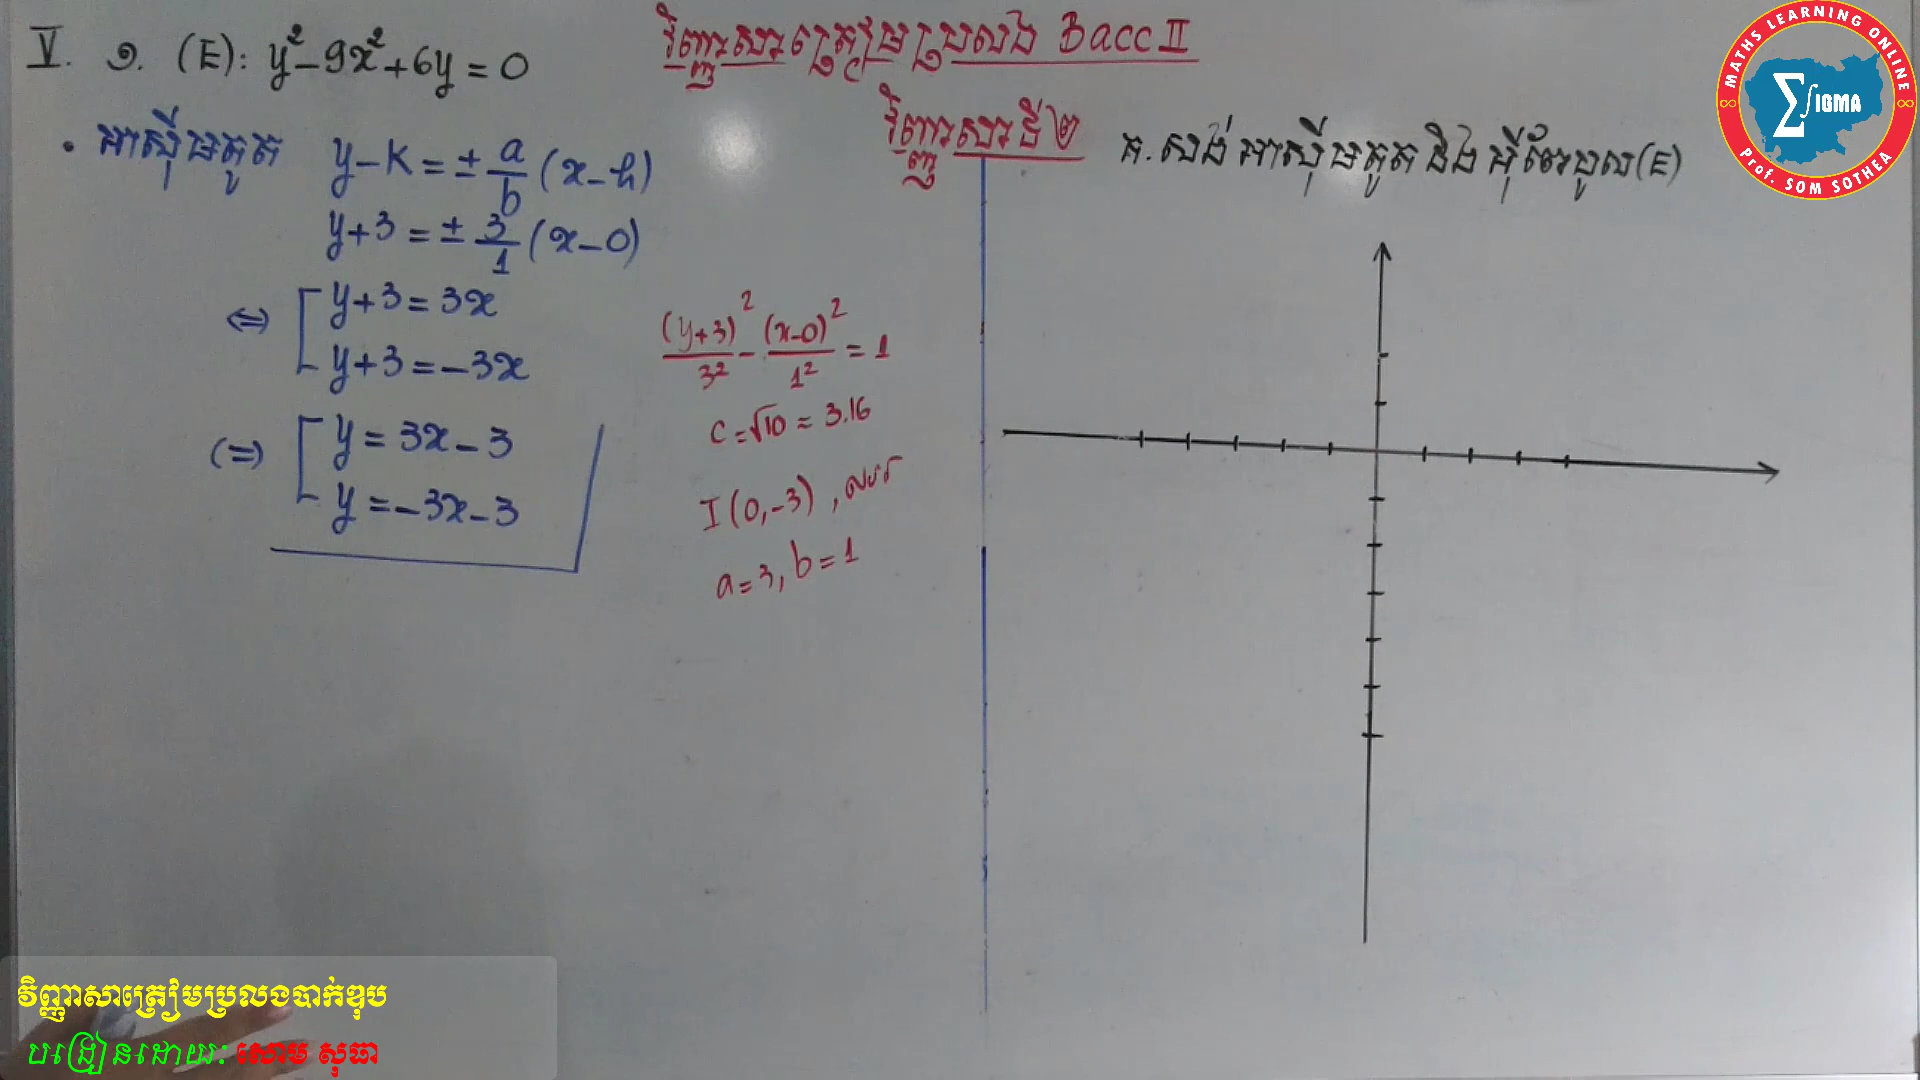 វិញ្ញាសាត្រៀមប្រលង Bacc II
វិញ្ញាសាទី២
V. ១. (E): y² - 9x² + 6y = 0
• អាស៊ីមតូត y - k = ± a/b (x - h)
y + 3 = ± 3/1 (x - 0)
⇔ [ y + 3 = 3x
y + 3 = -3x
⇔ [ y = 3x - 3
y = -3x - 3
(y+3)²/3² - (x-0)²/1² = 1
c = √10 = 3.16
I(0,-3),
a = 3, b = 1
គ. សង់អាស៊ីមតូត និងអ៊ីពែបូល (E)
MATHS LEARNING ONLINE
∑∫IGMA
Prof. SOM SOTHEA
វិញ្ញាសាត្រៀមប្រលងបាក់ឌុប
បង្រៀនដោយ: សោម សុធា